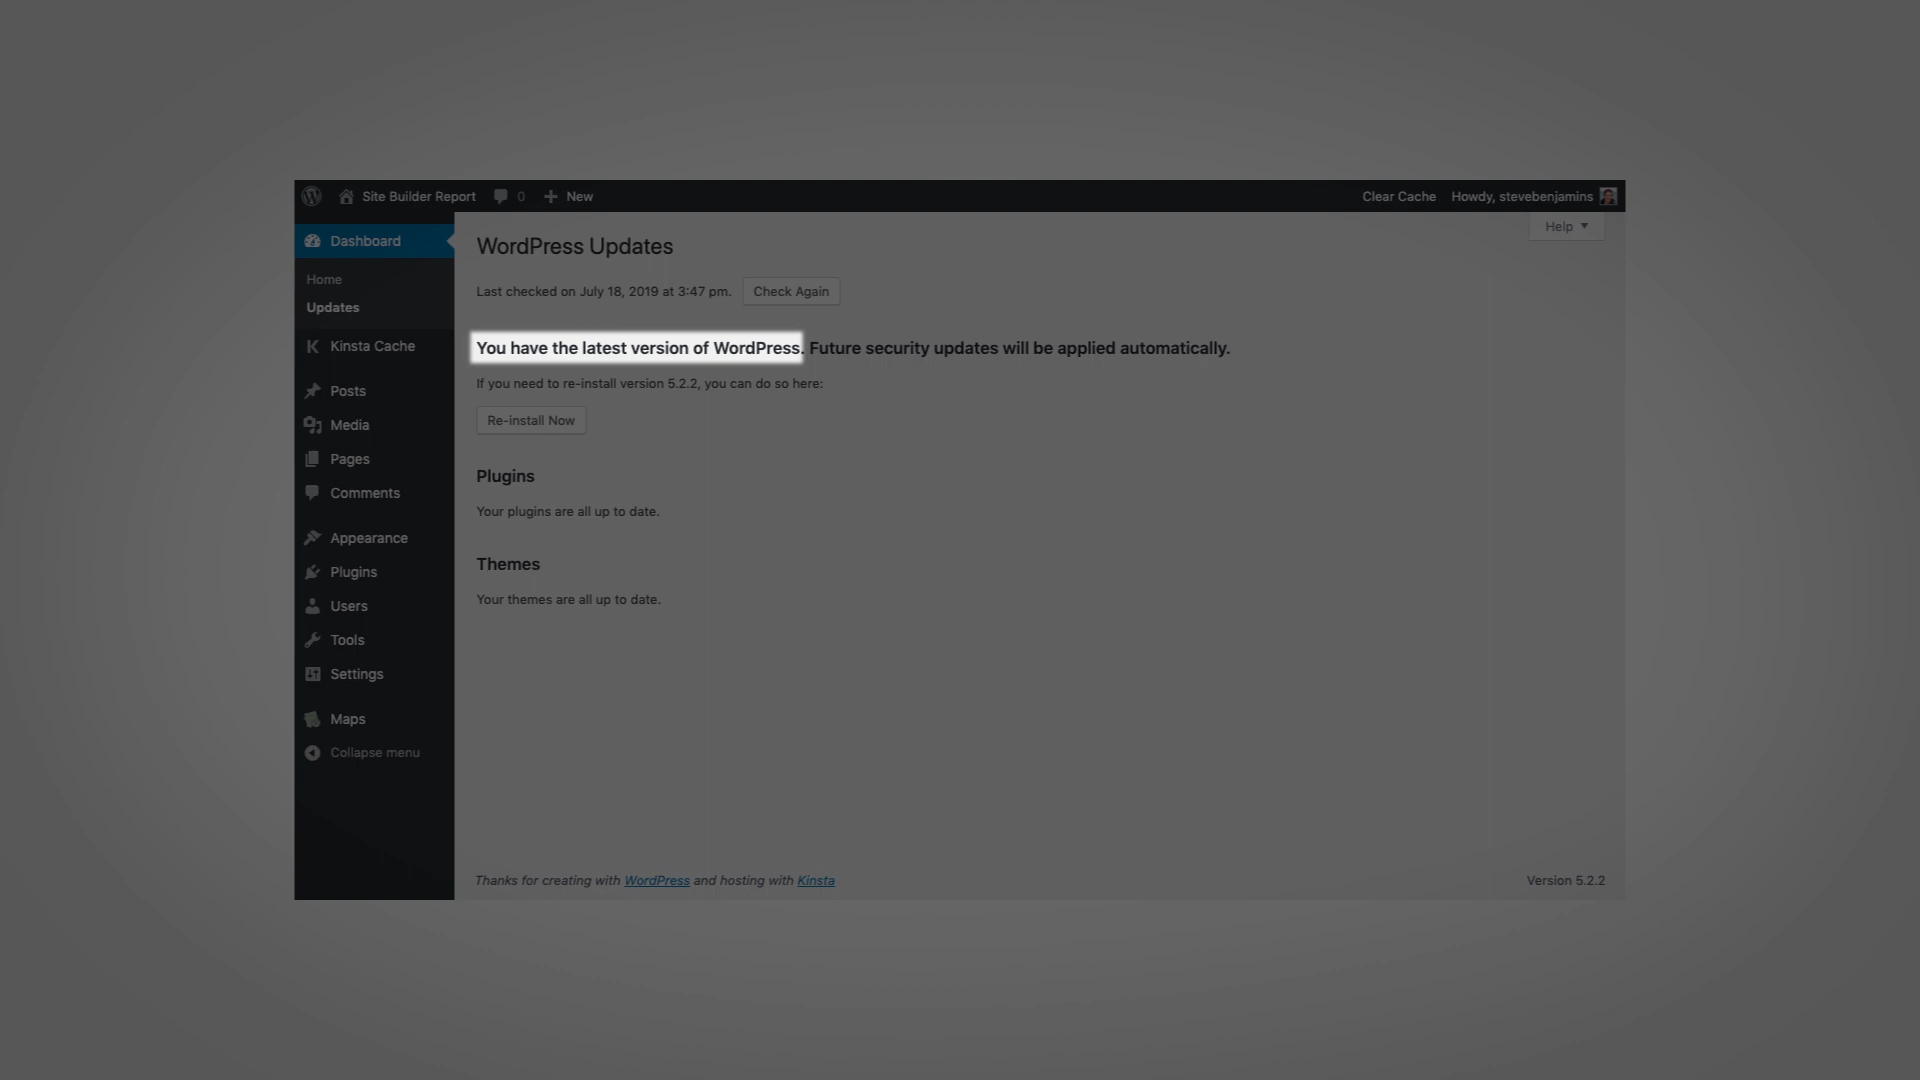 Site Builder Report 0 New Clear Cache Howdy, stevebenjamins
Help
Dashboard
Home
Updates
Kinsta Cache
Posts
Media
Pages
Comments
Appearance
Plugins
Users
Tools
Settings
Maps
Collapse menu
WordPress Updates
Last checked on July 18, 2019 at 3:47 pm. Check Again
You have the latest version of WordPress. Future security updates will be applied automatically.
If you need to re-install version 5.2.2, you can do so here:
Re-install Now
Plugins
Your plugins are all up to date.
Themes
Your themes are all up to date.
Thanks for creating with WordPress and hosting with Kinsta Version 5.2.2